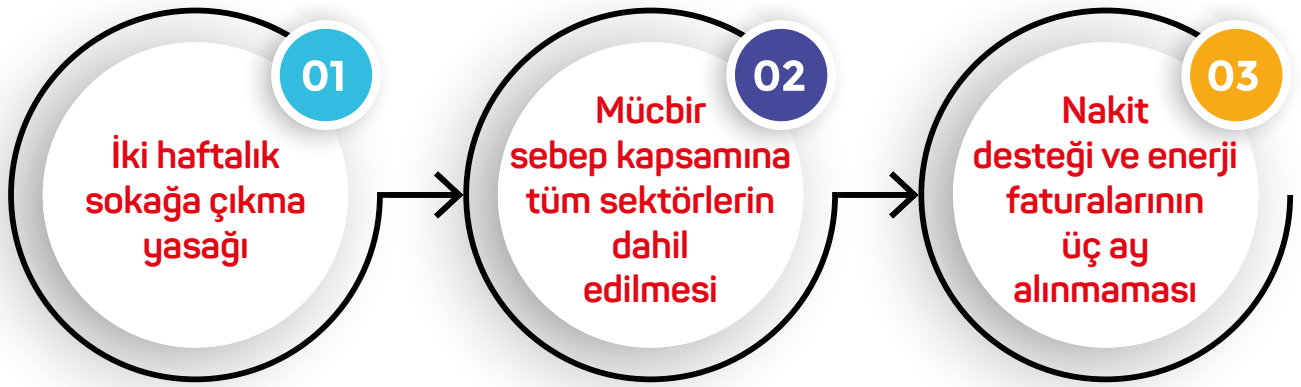 01
İki haftalık
sokağa çıkma
yasağı
02
Mücbir
sebep kapsamına
tüm sektörlerin
dahil
edilmesi
03
Nakit
desteği ve enerji
faturalarının
üç ay
alınmaması